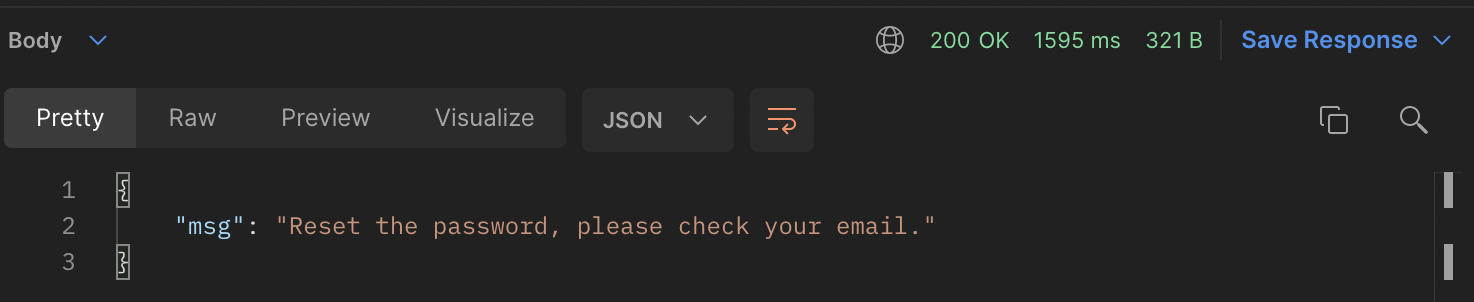 Body 200 OK 1595 ms 321 B Save Response
Pretty Raw Preview Visualize JSON
1 {
2 "msg": "Reset the password, please check your email."
3 }